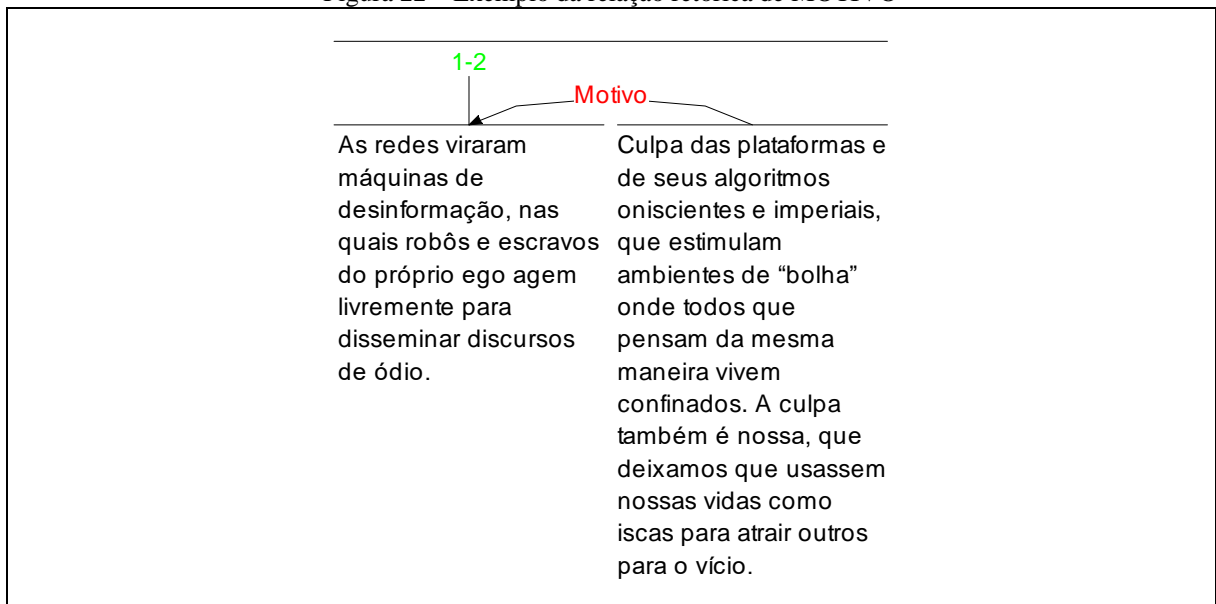 1-2
Motivo
As redes viraram
máquinas de
desinformação, nas
quais robôs e escravos
do próprio ego agem
livremente para
disseminar discursos
de ódio.
Culpa das plataformas e
de seus algoritmos
oniscientes e imperiais,
que estimulam
ambientes de “bolha”
onde todos que
pensam da mesma
maneira vivem
confinados. A culpa
também é nossa, que
deixamos que usassem
nossas vidas como
iscas para atrair outros
para o vício.